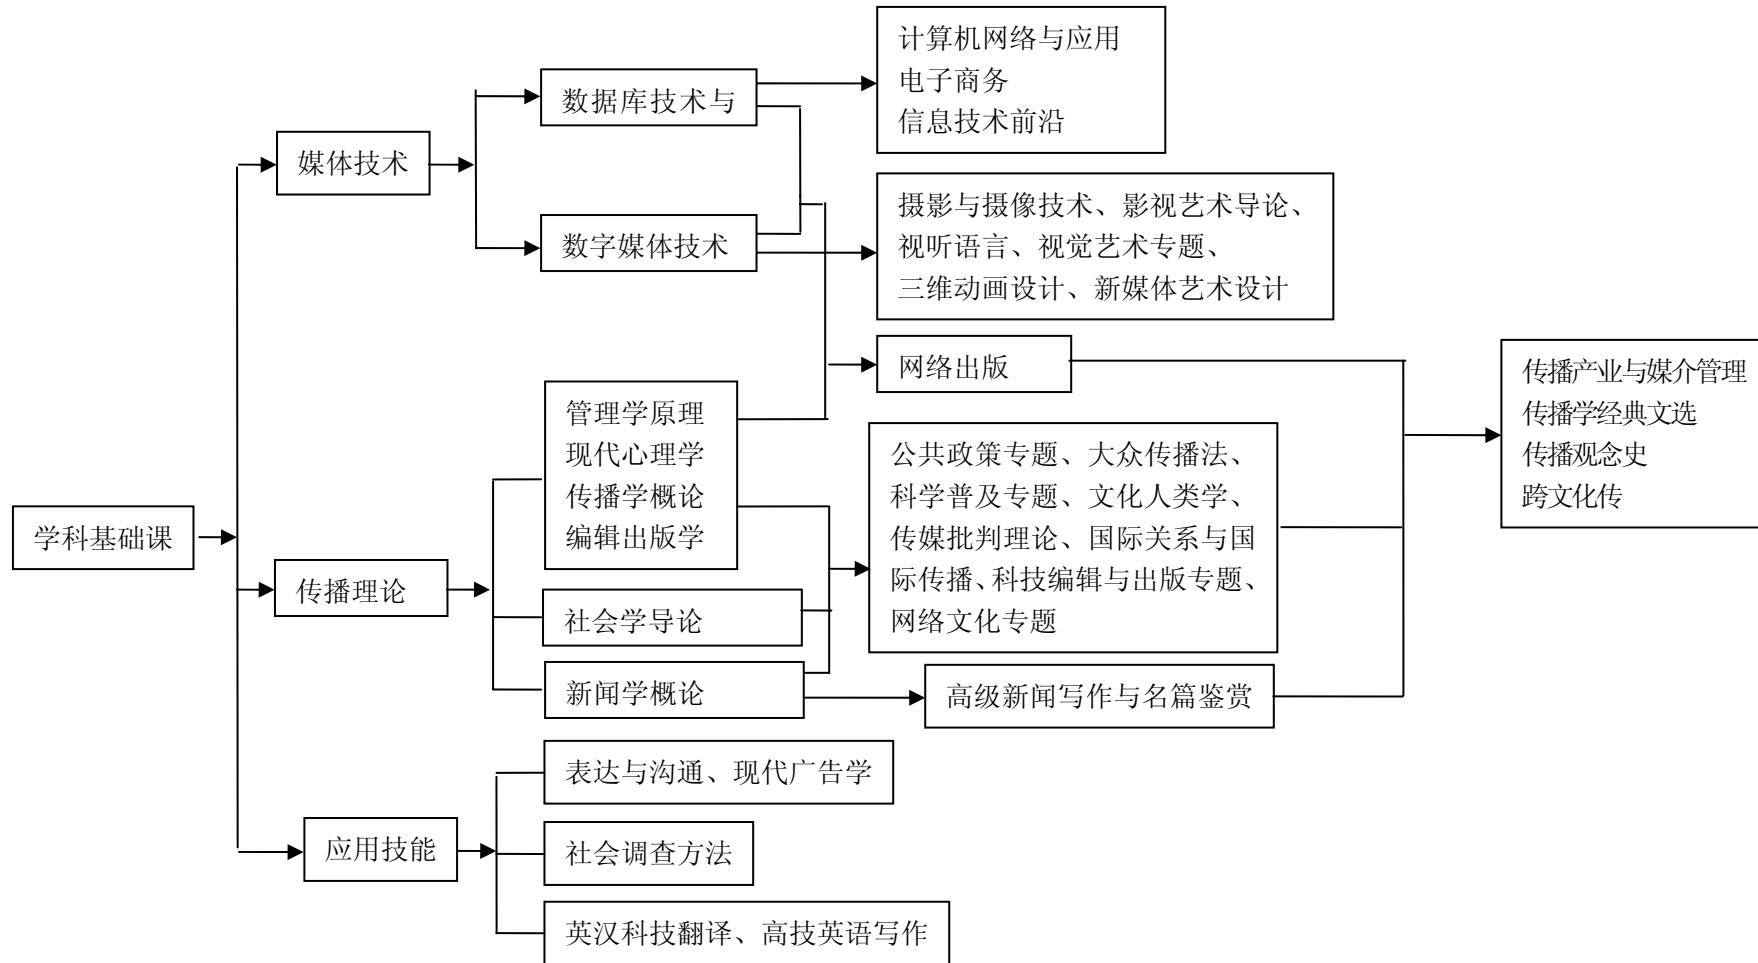 计算机网络与应用
电子商务
信息技术前沿
数据库技术与
媒体技术
摄影与摄像技术、影视艺术导论、
视听语言、视觉艺术专题、
三维动画设计、新媒体艺术设计
数字媒体技术
网络出版
传播产业与媒介管理
传播学经典文选
传播观念史
跨文化传
管理学原理
现代心理学
传播学概论
编辑出版学
公共政策专题、大众传播法、
科学普及专题、文化人类学、
传媒批判理论、国际关系与国
际传播、科技编辑与出版专题、
网络文化专题
学科基础课
传播理论
社会学导论
新闻学概论
高级新闻写作与名篇鉴赏
表达与沟通、现代广告学
应用技能
社会调查方法
英汉科技翻译、高技英语写作